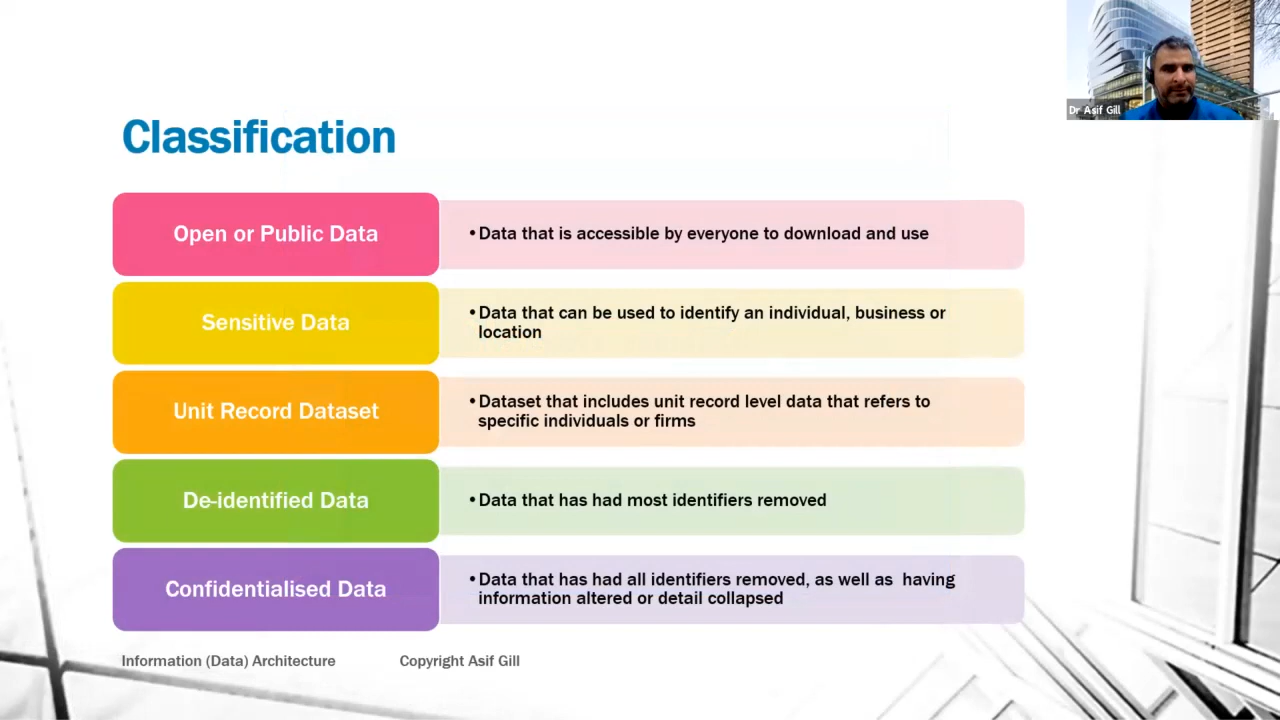 Dr Asif Gill
Classification
Open or Public Data
•Data that is accessible by everyone to download and use
Sensitive Data
•Data that can be used to identify an individual, business or
location
Unit Record Dataset
•Dataset that includes unit record level data that refers to
specific individuals or firms
De-identified Data
•Data that has had most identifiers removed
Confidentialised Data
•Data that has had all identifiers removed, as well as  having
information altered or detail collapsed
Information (Data) Architecture
Copyright Asif Gill